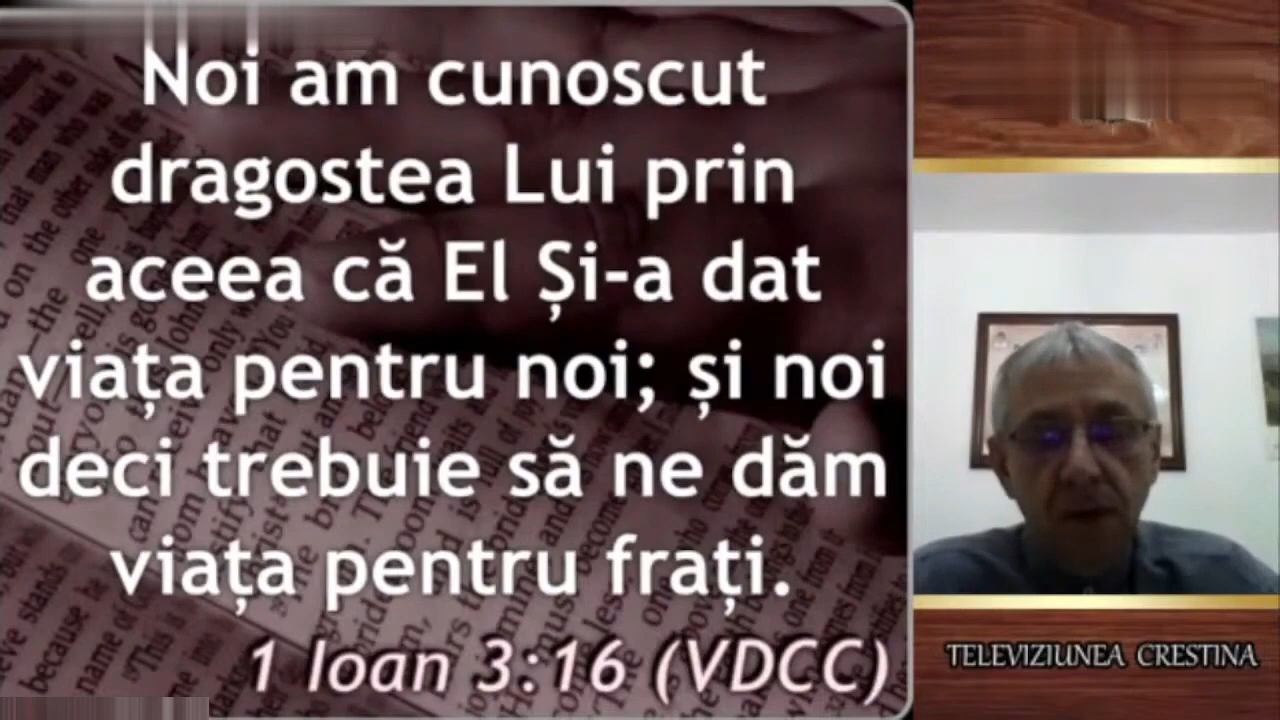 Noi am cunoscut
dragostea Lui prin
aceea că El Și-a dat
viața pentru noi; și noi
deci trebuie să ne dăm
viața pentru frați.
1 Ioan 3:16 (VDCC)
TELEVIZIUNEA CRESTINA